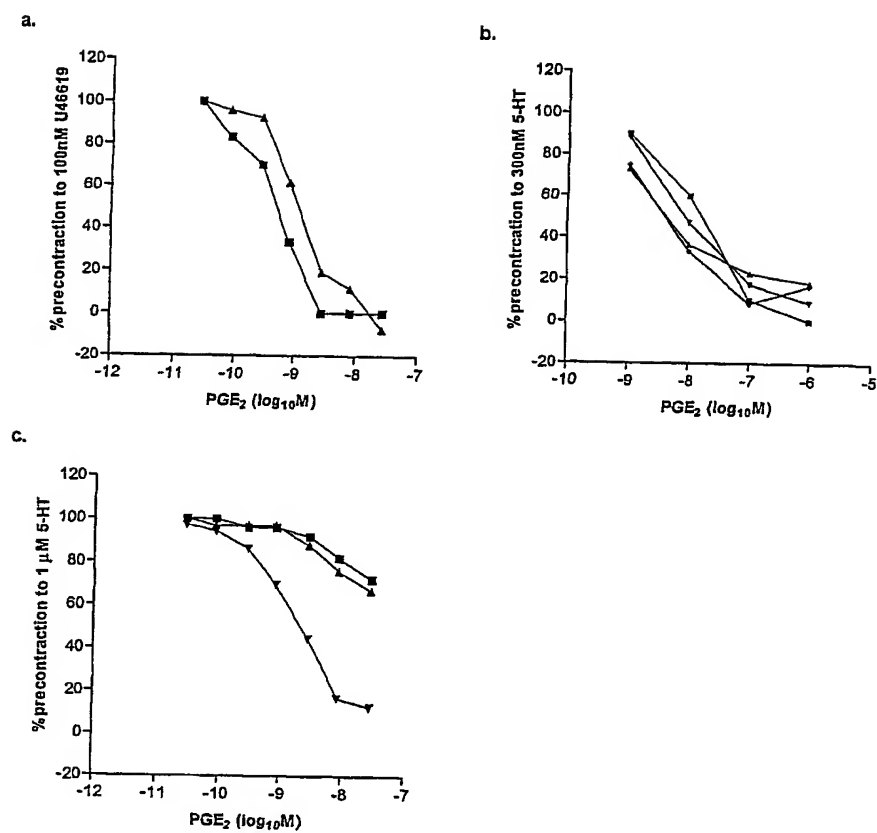 a.
%precontraction to 100nM U46619
120
100
80
60
40
20
0
-20
-12 -11 -10 -9 -8 -7
PGE₂ (log₁₀M)
b.
%precontrcation to 300nM 5-HT
120
100
80
60
40
20
0
-20
-10 -9 -8 -7 -6 -5
PGE₂ (log₁₀M)
c.
%precontraction to 1 µM 5-HT
120
100
80
60
40
20
0
-20
-12 -11 -10 -9 -8 -7
PGE₂ (log₁₀M)